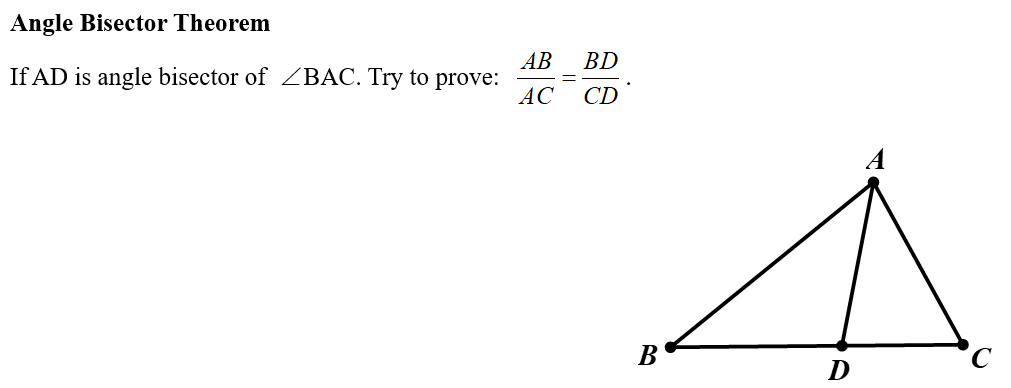 Angle Bisector Theorem
If AD is angle bisector of ∠BAC. Try to prove: AB/AC = BD/CD.
A
B
D
C